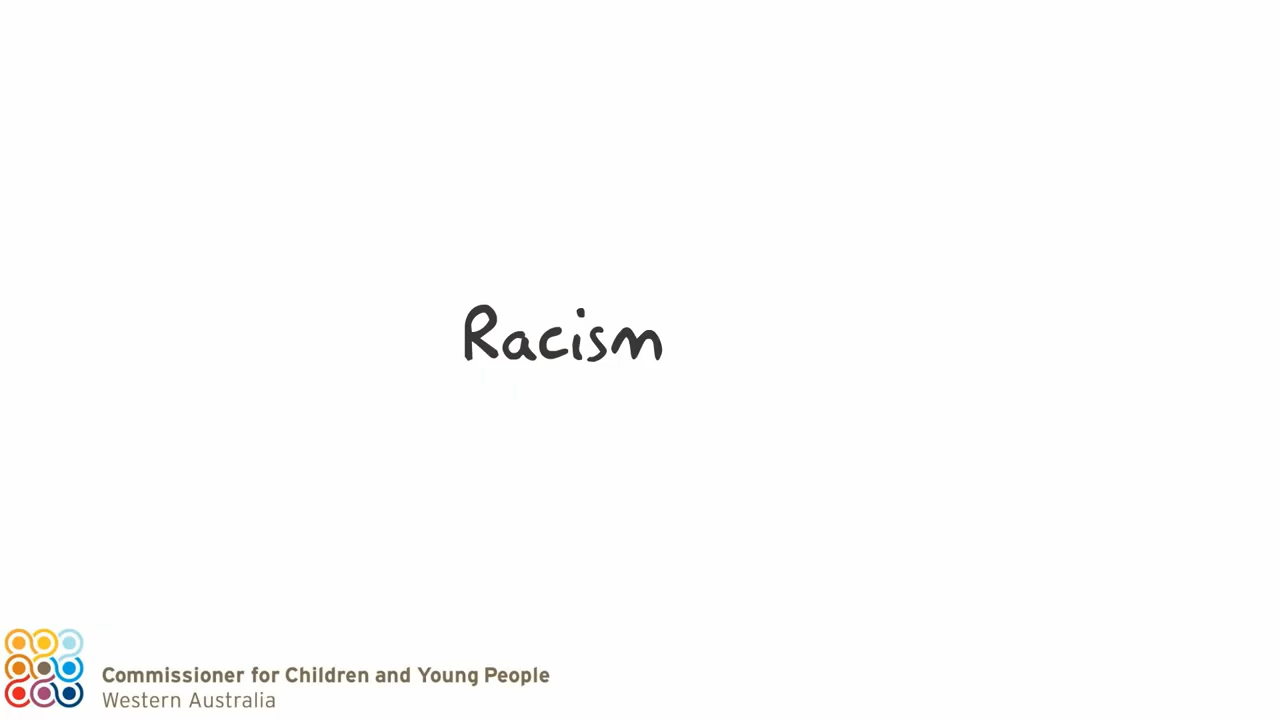 Racism
Commissioner for Children and Young People
Western Australia